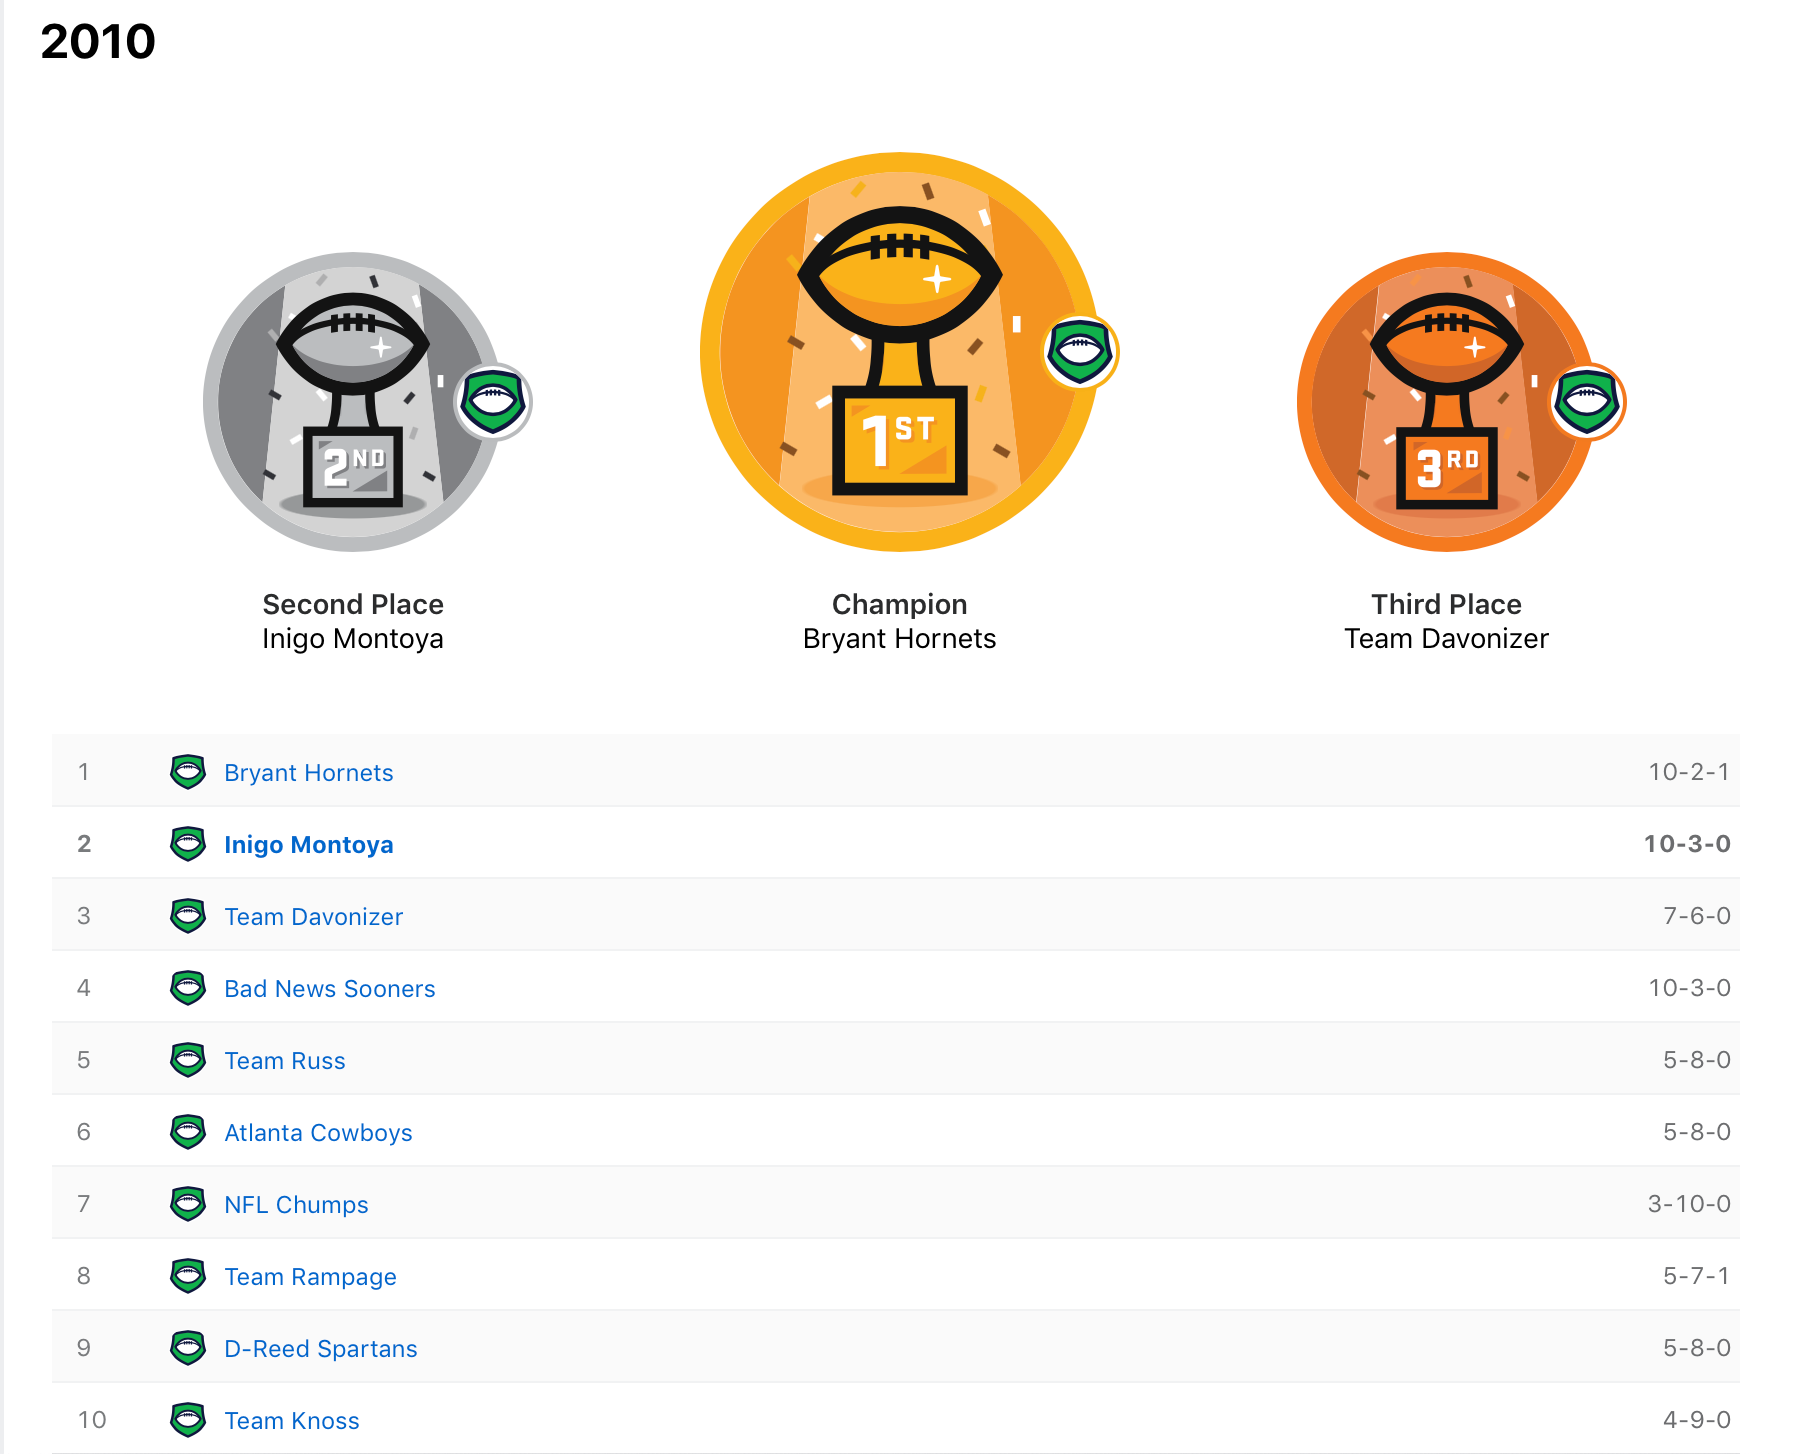 2010
2ND
1ST
3RD
Second Place
Inigo Montoya
Champion
Bryant Hornets
Third Place
Team Davonizer
1 Bryant Hornets 10-2-1
2 Inigo Montoya 10-3-0
3 Team Davonizer 7-6-0
4 Bad News Sooners 10-3-0
5 Team Russ 5-8-0
6 Atlanta Cowboys 5-8-0
7 NFL Chumps 3-10-0
8 Team Rampage 5-7-1
9 D-Reed Spartans 5-8-0
10 Team Knoss 4-9-0